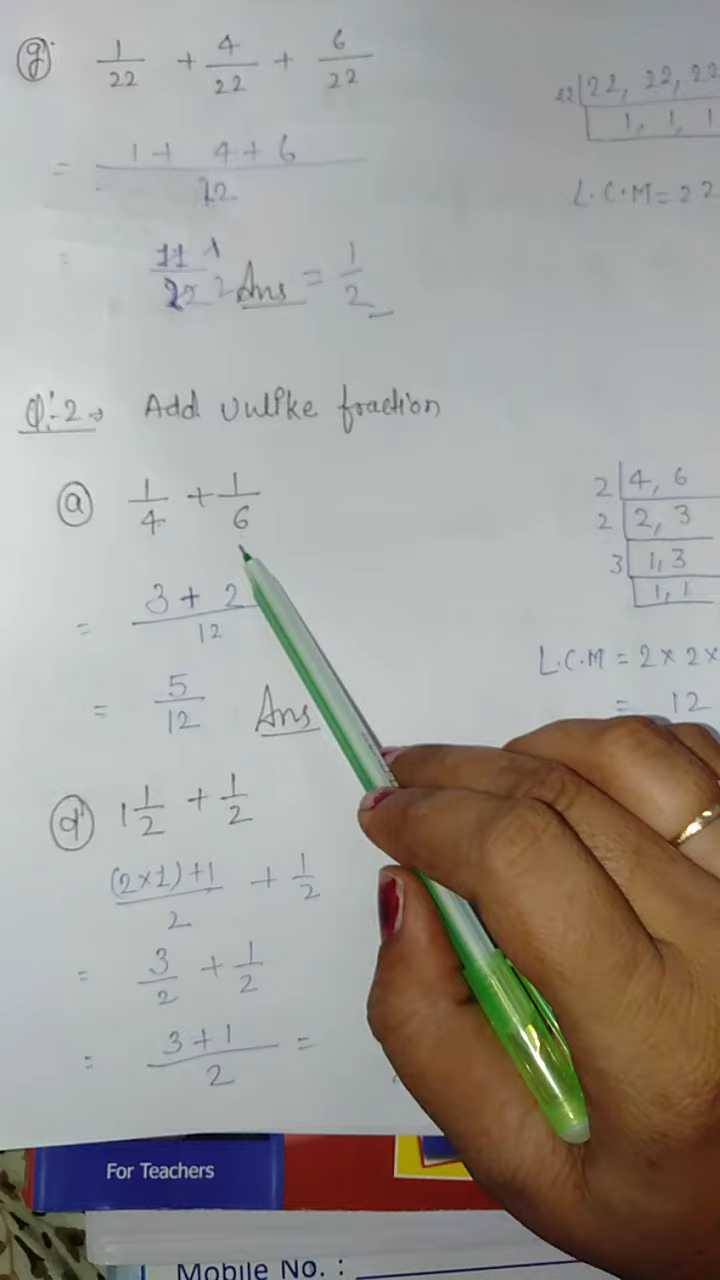 (g) 1/22 + 4/22 + 6/22
22 | 22, 22, 22
1, 1, 1
= 1 + 4 + 6 / 22
L.C.M = 22
11 1 / 22 2 Ans = 1/2
Q:-2→ Add Unlike fraction
(a) 1/4 + 1/6
2 | 4, 6
2 | 2, 3
3 | 1, 3
1, 1
= 3 + 2 / 12
L.C.M = 2 × 2 ×
= 12
= 5/12 Ans
(d) 1 1/2 + 1/2
(2×1)+1 / 2 + 1/2
= 3/2 + 1/2
= 3+1 / 2 =
For Teachers
Mobile No. :